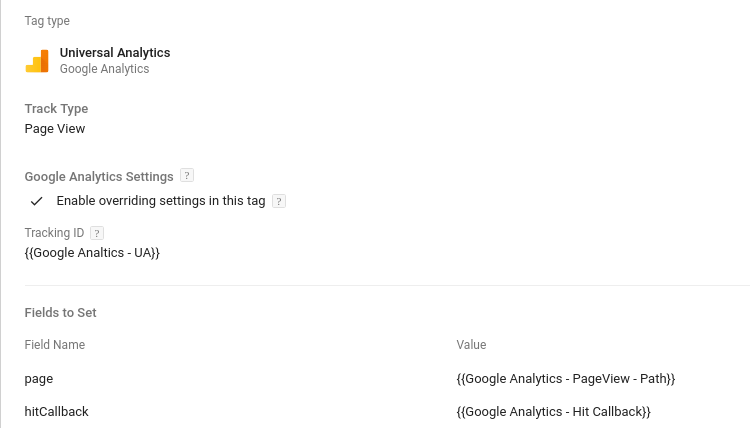 Tag type
Universal Analytics
Google Analytics
Track Type
Page View
Google Analytics Settings ?
Enable overriding settings in this tag ?
Tracking ID ?
{{Google Analtics - UA}}
Fields to Set
Field Name Value
page {{Google Analytics - PageView - Path}}
hitCallback {{Google Analytics - Hit Callback}}